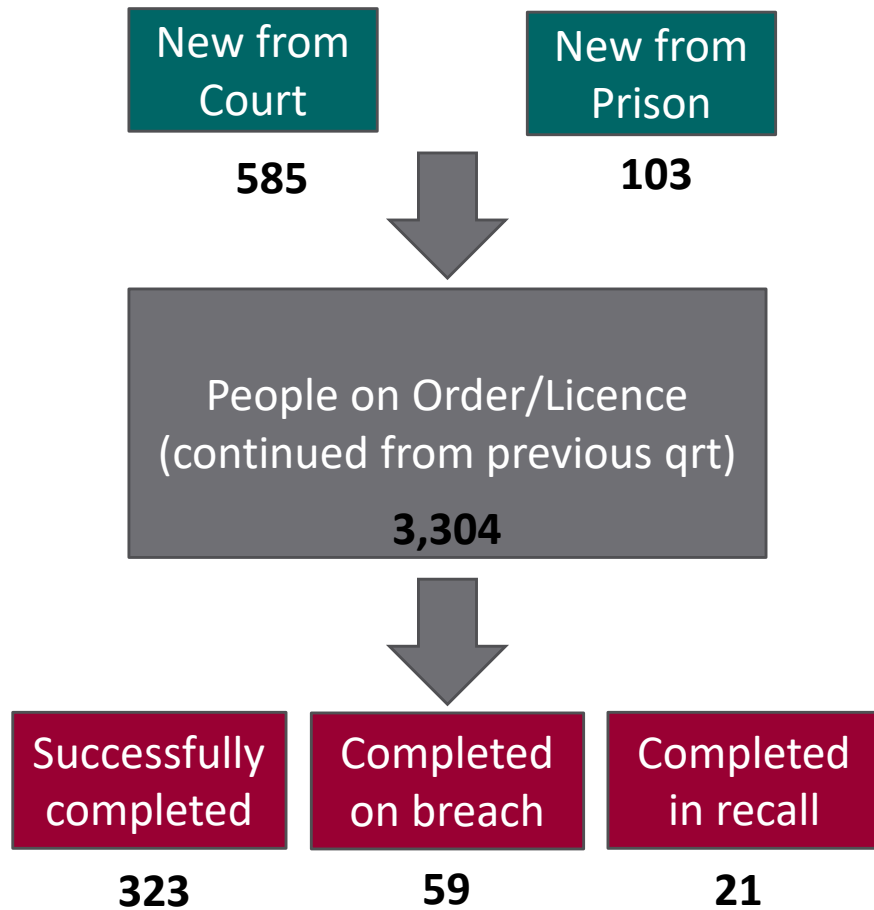 New from
Court
New from
Prison
585
103
People on Order/Licence
(continued from previous qrt)
3,304
Successfully
completed
Completed
on breach
Completed
in recall
323
59
21